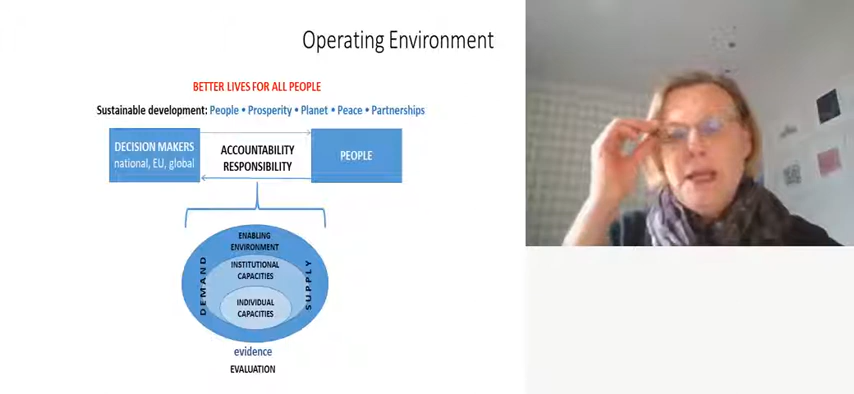 Operating Environment
BETTER LIVES FOR ALL PEOPLE
Sustainable development: People • Prosperity • Planet • Peace • Partnerships
DECISION MAKERS
national, EU, global
ACCOUNTABILITY
RESPONSIBILITY
PEOPLE
ENABLING
ENVIRONMENT
DEMAND
INSTITUTIONAL
CAPACITIES
SUPPLY
INDIVIDUAL
CAPACITIES
evidence
EVALUATION